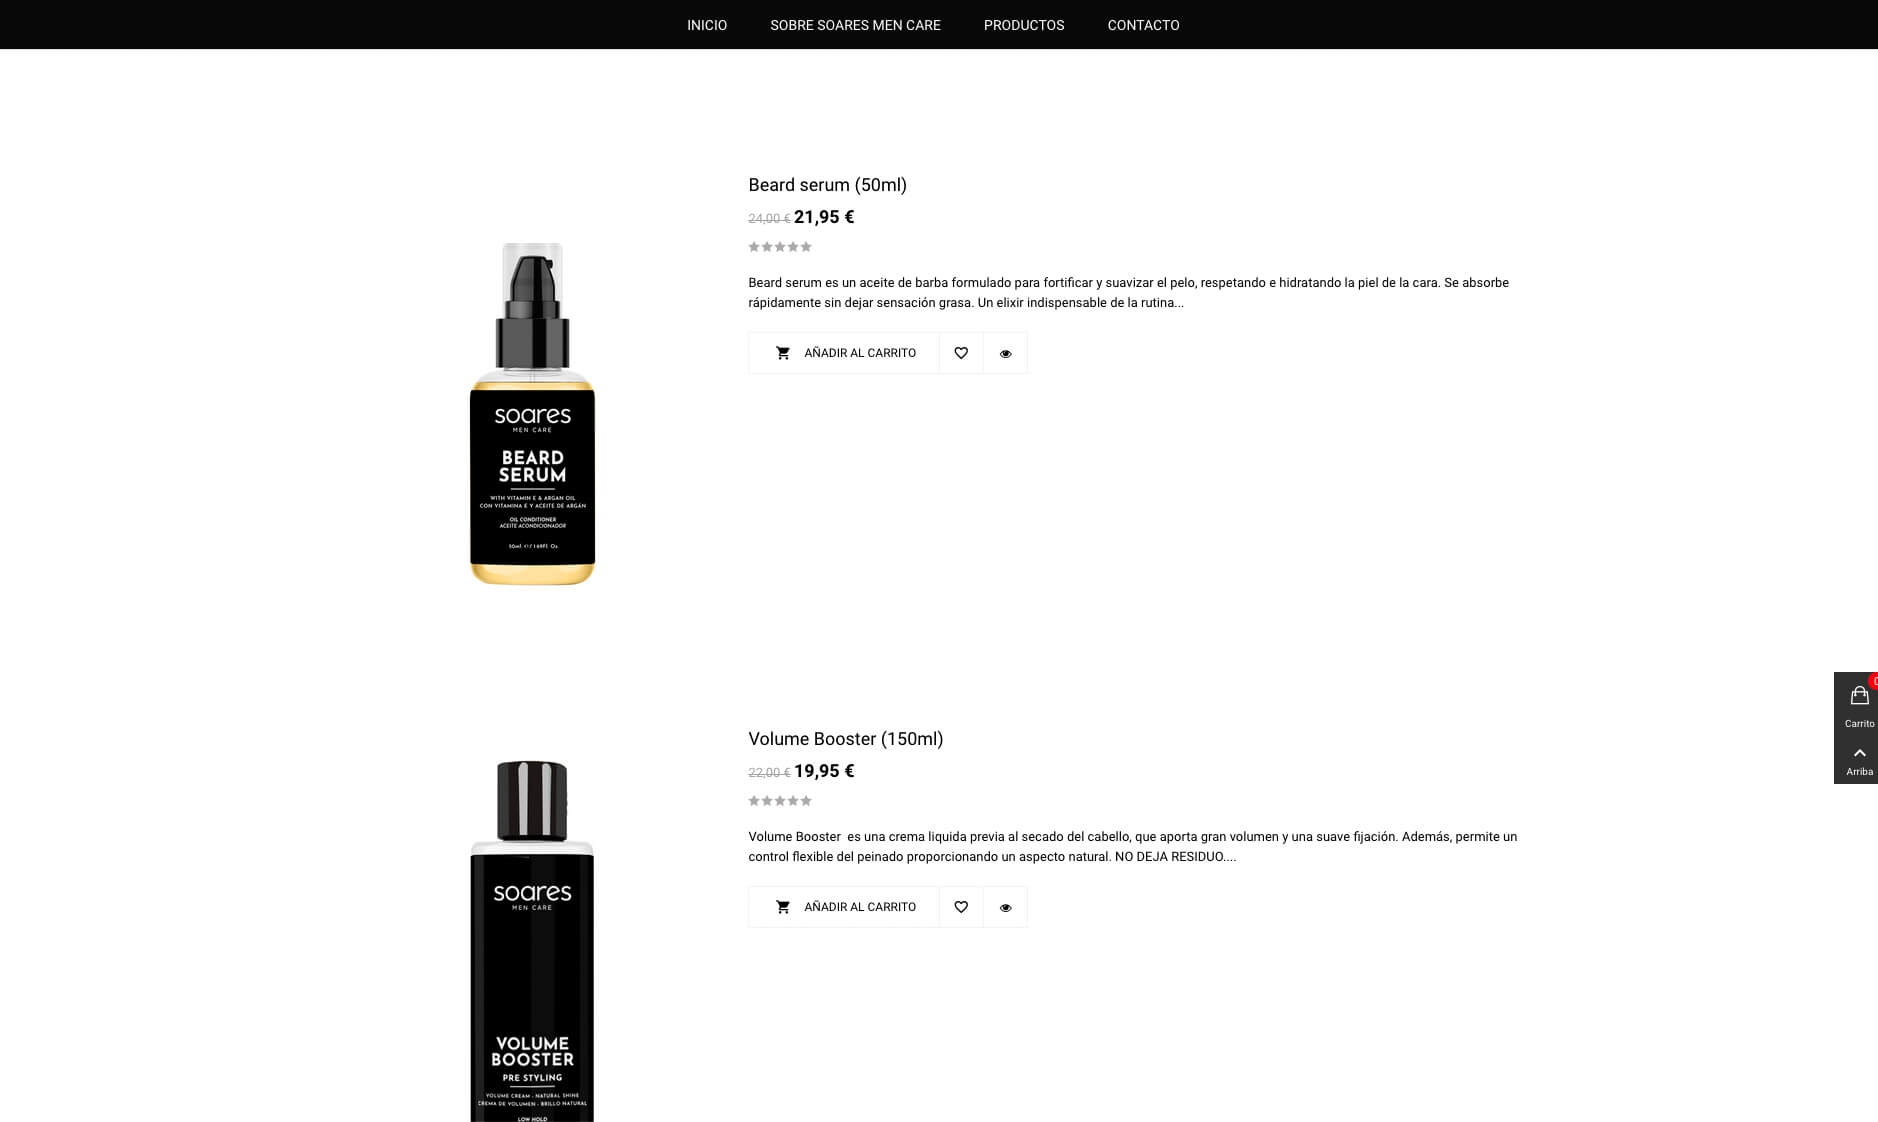 INICIO SOBRE SOARES MEN CARE PRODUCTOS CONTACTO
Beard serum (50ml)
24,00 € 21,95 €
Beard serum es un aceite de barba formulado para fortificar y suavizar el pelo, respetando e hidratando la piel de la cara. Se absorbe
rápidamente sin dejar sensación grasa. Un elixir indispensable de la rutina...
AÑADIR AL CARRITO
soares
MEN CARE
BEARD
SERUM
WITH VITAMIN E & ARGAN OIL
CON VITAMINA E Y ACEITE DE ARGÁN
OIL CONDITIONER
ACEITE ACONDICIONADOR
50ml
Carrito
Arriba
Volume Booster (150ml)
22,00 € 19,95 €
Volume Booster  es una crema liquida previa al secado del cabello, que aporta gran volumen y una suave fijación. Además, permite un
control flexible del peinado proporcionando un aspecto natural. NO DEJA RESIDUO....
AÑADIR AL CARRITO
soares
MEN CARE
VOLUME
BOOSTER
PRE STYLING
VOLUME CREAM - NATURAL SHINE
CREMA DE VOLUMEN - BRILLO NATURAL
LOW HOLD